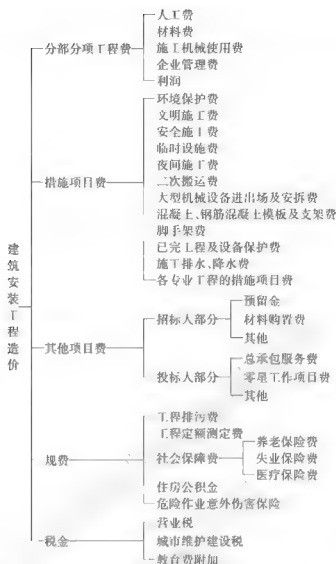 人工费
材料费
分部分项工程费
施工机械使用费
企业管理费
利润
环境保护费
文明施工费
安全施工费
临时设施费
夜间施工费
二次搬运费
措施项目费
大型机械设备进出场及安拆费
混凝土、钢筋混凝土模板及支架费
脚手架费
已完工程及设备保护费
施工排水、降水费
各专业工程的措施项目费
建筑安装工程造价
预留金
招标人部分
材料购置费
其他
其他项目费
总承包服务费
投标人部分
零星工作项目费
其他
工程排污费
工程定额测定费
养老保险费
规费
社会保障费
失业保险费
医疗保险费
住房公积金
危险作业意外伤害保险
营业税
税金
城市维护建设税
教育费附加